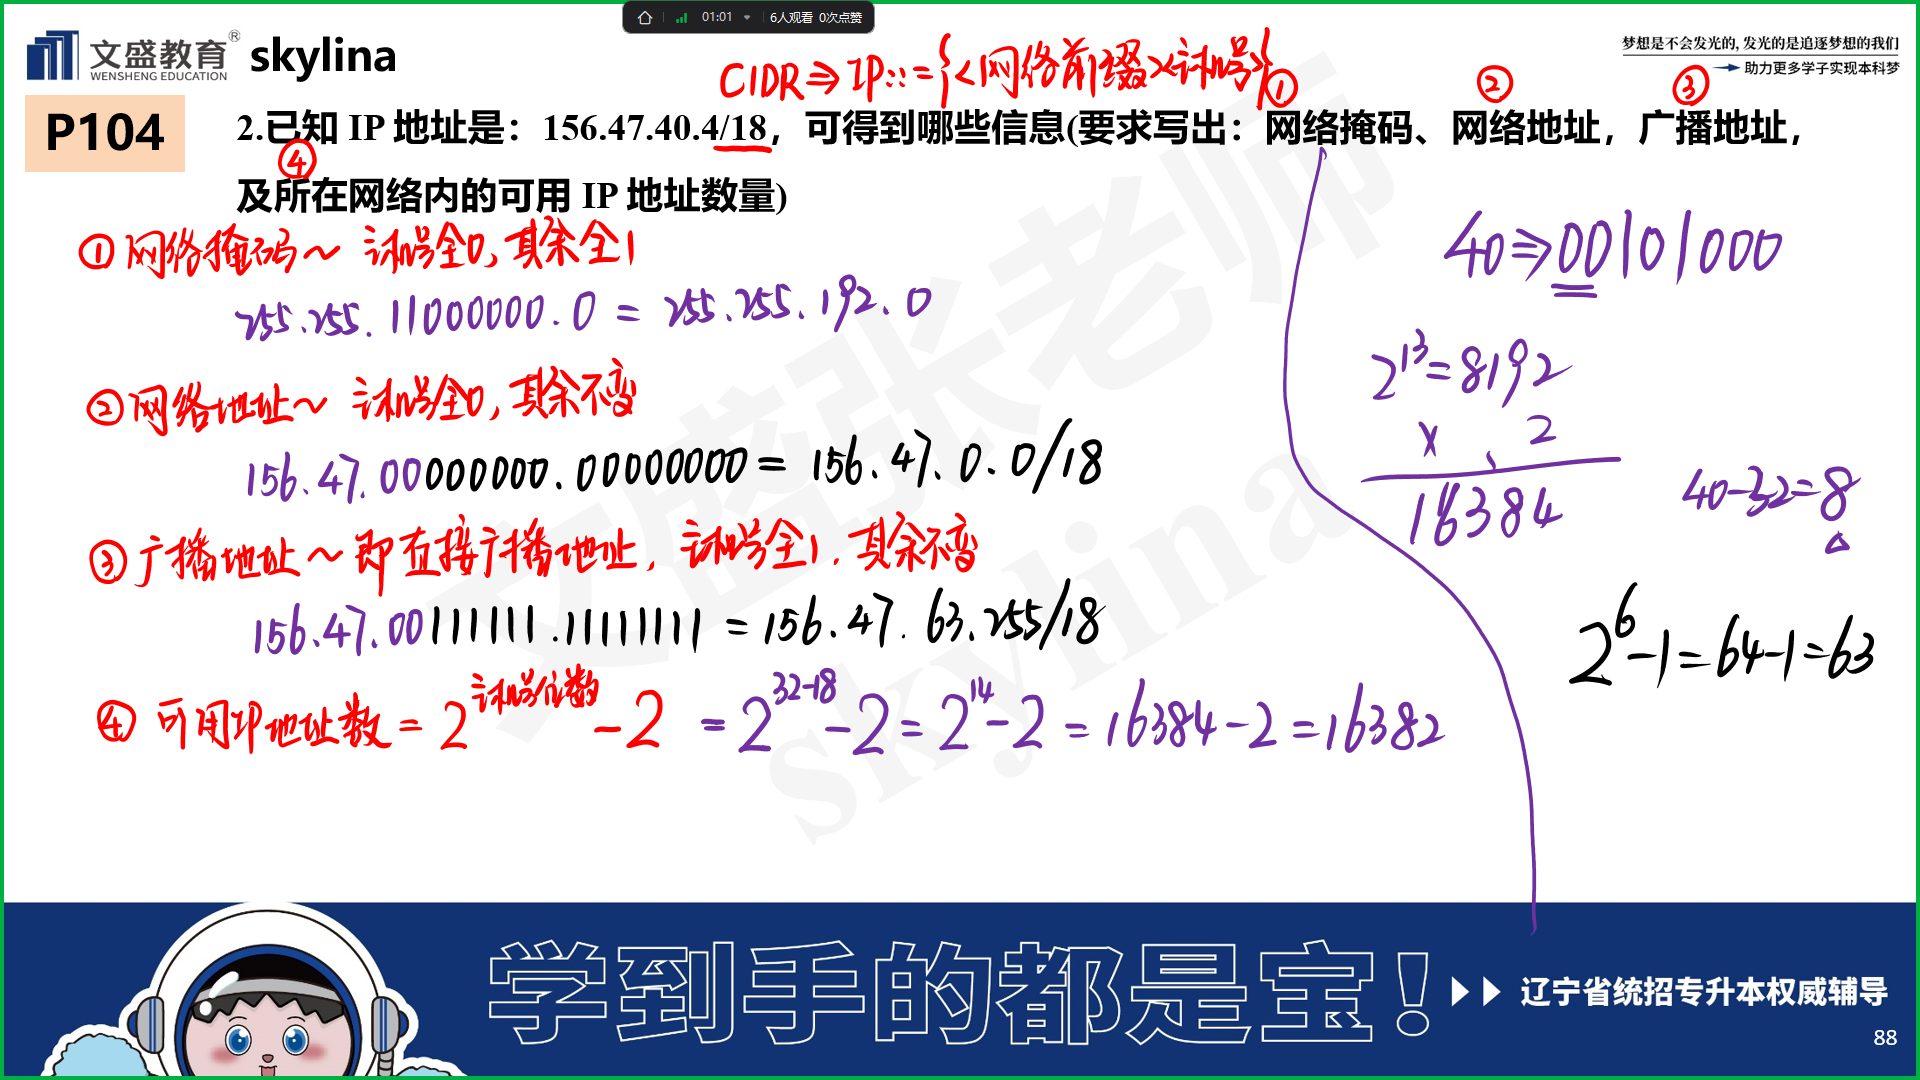 01:01 6人观看 0次点赞
文盛教育® skylina
WENSHENG EDUCATION
梦想是不会发光的，发光的是追逐梦想的我们
助力更多学子实现本科梦
CIDR⇒IP::={<网络前缀><主机号>}
① ② ③
P104
2.已知 IP 地址是：156.47.40.4/18，可得到哪些信息(要求写出：网络掩码、网络地址，广播地址，
④
及所在网络内的可用 IP 地址数量)
①网络掩码~ 主机号全0,其余全1
255.255.11000000.0 = 255.255.192.0
②网络地址~ 主机号全0,其余不变
156.47.00000000.00000000 = 156.47.0.0/18
③广播地址~即直接广播地址, 主机号全1.其余不变
156.47.00111111.11111111 = 156.47.63.255/18
④ 可用IP地址数 = 2^主机号位数 -2 = 2^32-18 -2 = 2^14 -2 = 16384-2 = 16382
40⇒00101000
2^13=8192
× 2
16384
40-32=8
2^6-1=64-1=63
文盛张老师
skylina
学到手的都是宝！
辽宁省统招专升本权威辅导
88